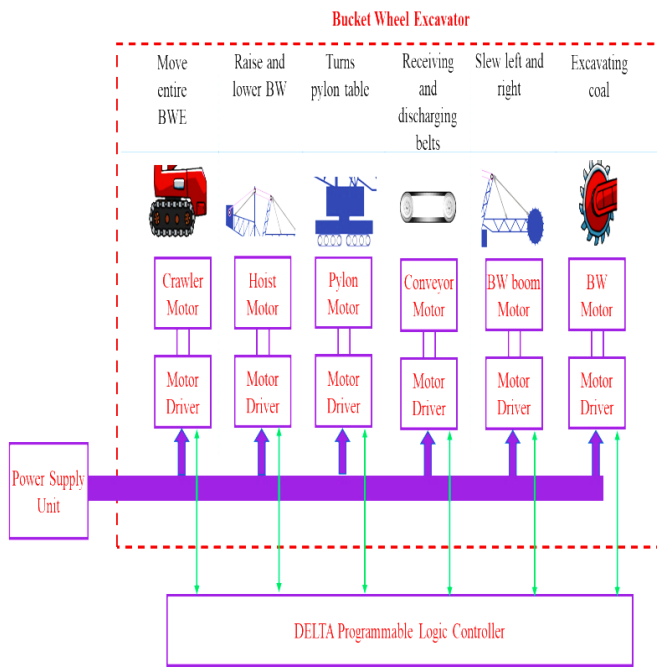 Bucket Wheel Excavator
Move
entire
BWE
Raise and
lower BW
Turns
pylon table
Receiving
and
discharging
belts
Slew left and
right
Excavating
coal
Crawler
Motor
Hoist
Motor
Pylon
Motor
Conveyor
Motor
BW boom
Motor
BW
Motor
Motor
Driver
Motor
Driver
Motor
Driver
Motor
Driver
Motor
Driver
Motor
Driver
Power Supply
Unit
DELTA Programmable Logic Controller